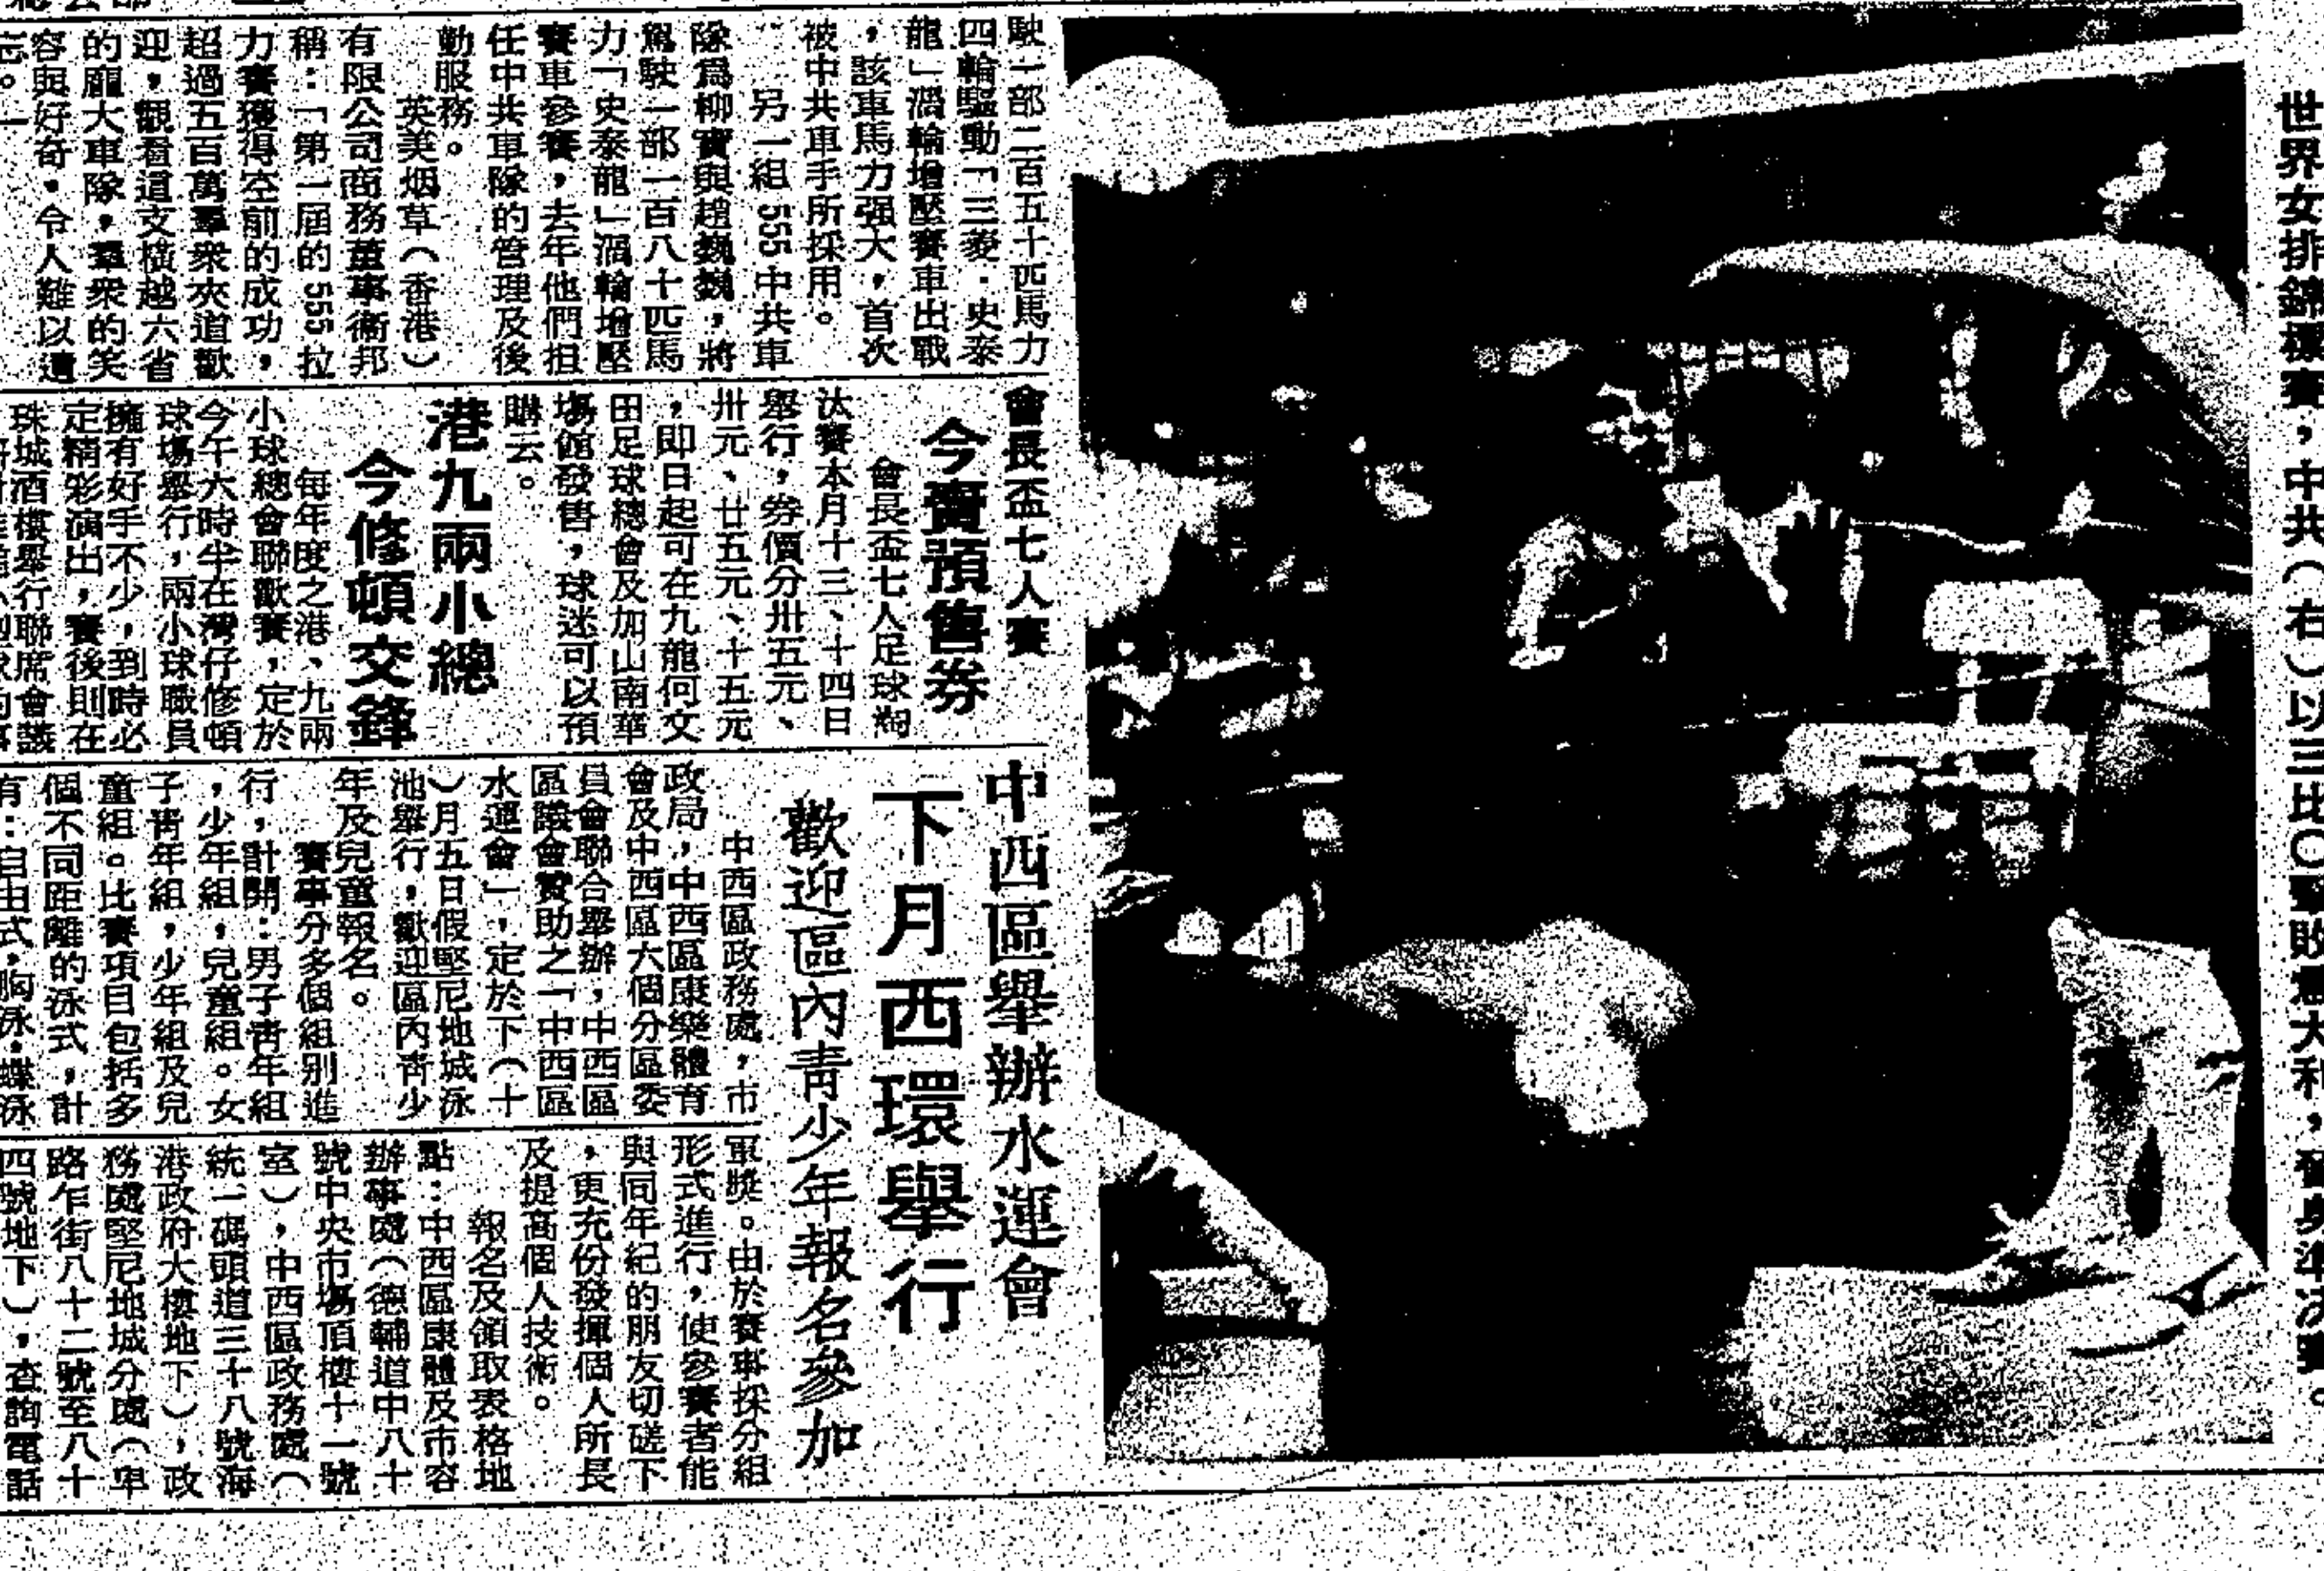 世界女排錦標賽，中共（右）以三比〇擊敗意大利，晉身準決賽。
駛一部二百五十匹馬力
四輪驅動「三菱·史泰
龍」渦輪增壓賽車出戰
，該車馬力强大，首次
被中共車手所採用。
另一組555中共車
隊爲柳寶與趙巍巍，將
駕駛一部一百八十匹馬
力「史泰龍」渦輪增壓
賽車參賽，去年他們担
任中共車隊的管理及後
勤服務。
英美烟草（香港）
有限公司商務董事衞邦
稱：「第一屆的555拉
力賽獲得空前的成功，
超過五百萬羣衆夾道歡
迎，觀看這支橫越六省
的龐大車隊，羣衆的笑
容與好奇，令人難以遺
忘。」
會長盃七人賽
今賣預售券
會長盃七人足球淘
汰賽本月十三、十四日
舉行，券價分卅五元、
卅元、廿五元、十五元
，即日起可在九龍何文
田足球總會及加山南華
塲館發售，球迷可以預
購云。
港九兩小總
今修頓交鋒
每年度之港、九兩
小球總會聯歡賽，定於
今午六時半在灣仔修頓
球塲舉行，兩小球職員
擁有好手不少，到時必
定精彩演出，賽後則在
珠城酒樓舉行聯席會議
中西區舉辦水運會
下月西環舉行
歡迎區內靑少年報名參加
中西區政務處，市
政局，中西區康樂體育
會及中西區六個分區委
員會聯合舉辦，中西區
區議會贊助之「中西區
水運會」，定於下（十
）月五日假堅尼地城泳
池舉行，歡迎區內靑少
年及兒童報名。
賽事分多個組別進
行，計開：男子靑年組
，少年組，兒童組。女
子靑年組，少年組及兒
童組。比賽項目包括多
個不同距離的泳式，計
有：自由式，胸泳，蝶泳
軍獎。由於賽事採分組
形式進行，使參賽者能
與同年紀的朋友切磋下
，更充份發揮個人所長
及提高個人技術。
報名及領取表格地
點：中西區康體及市容
辦事處（德輔道中八十
號中央市塲頂樓十一號
室），中西區政務處（
統一碼頭道三十八號海
港政府大樓地下），政
務處堅尼地城分處（卑
路乍街八十二號至八十
四號地下），查詢電話